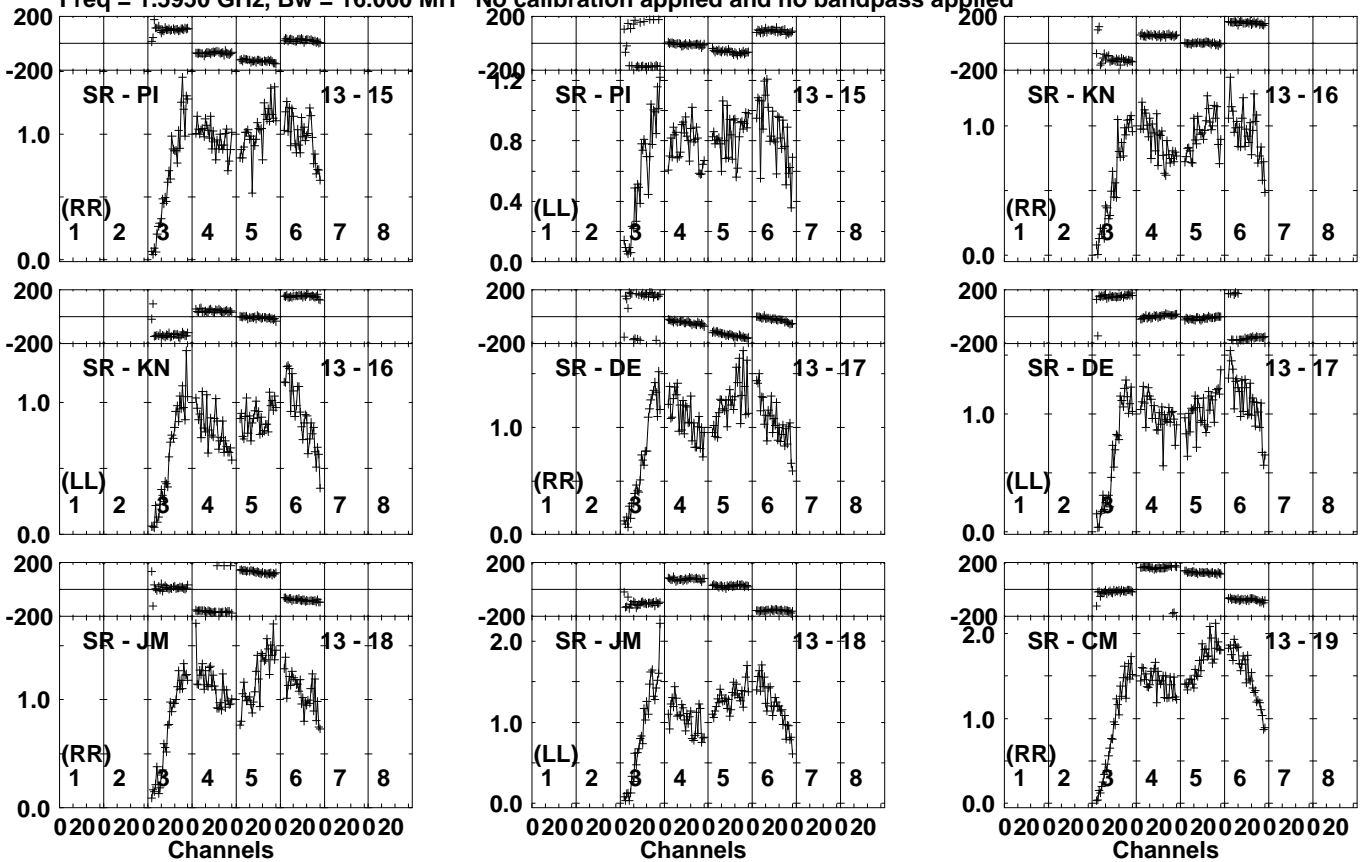 Freq = 1.5950 GHz, Bw = 16.000 MH No calibration applied and no bandpass applied
200 200 200
-200 -200 -200
SR - PI 13 - 15 1.2 SR - PI 13 - 15 SR - KN 13 - 16
1.0 0.8 1.0
(RR) 0.4 (LL) (RR)
1 2 3 4 5 6 7 8 1 2 3 4 5 6 7 8 1 2 3 4 5 6 7 8
0.0 0.0 0.0
200 200 200
-200 -200 -200
SR - KN 13 - 16 SR - DE 13 - 17 SR - DE 13 - 17
1.0 1.0 1.0
(LL) (RR) (LL)
1 2 3 4 5 6 7 8 1 2 3 4 5 6 7 8 1 2 3 4 5 6 7 8
0.0 0.0 0.0
200 200 200
-200 -200 -200
SR - JM 13 - 18 2.0 SR - JM 13 - 18 2.0 SR - CM 13 - 19
1.0 1.0 1.0
(RR) (LL) (RR)
1 2 3 4 5 6 7 8 1 2 3 4 5 6 7 8 1 2 3 4 5 6 7 8
0.0 0.0 0.0
0 20 0 20 0 20 0 20 0 20 0 20 0 20 0 20 0 20 0 20 0 20 0 20 0 20 0 20 0 20 0 20 0 20 0 20 0 20 0 20 0 20 0 20 0 20 0 20
Channels Channels Channels